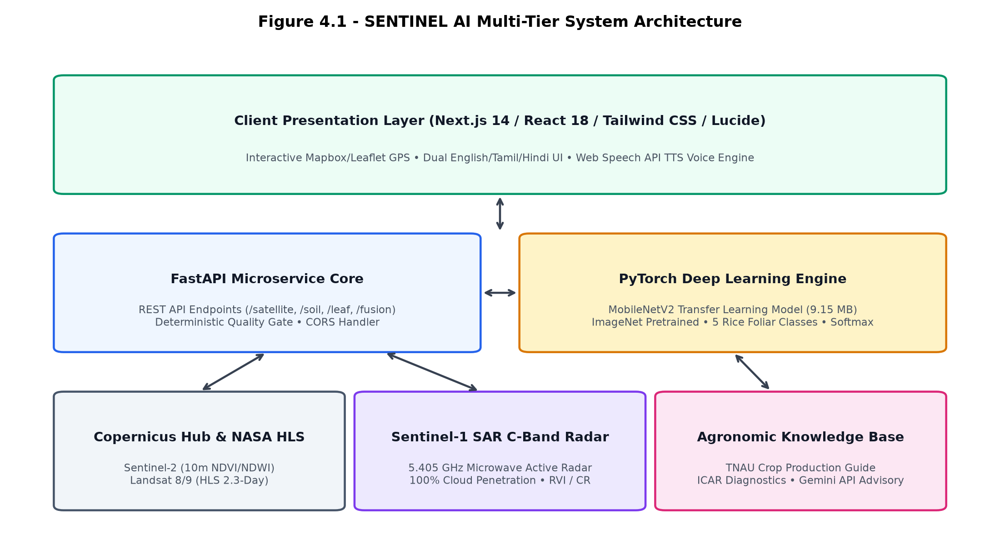 Figure 4.1 - SENTINEL AI Multi-Tier System Architecture
Client Presentation Layer (Next.js 14 / React 18 / Tailwind CSS / Lucide)
Interactive Mapbox/Leaflet GPS • Dual English/Tamil/Hindi UI • Web Speech API TTS Voice Engine
FastAPI Microservice Core
REST API Endpoints (/satellite, /soil, /leaf, /fusion)
Deterministic Quality Gate • CORS Handler
PyTorch Deep Learning Engine
MobileNetV2 Transfer Learning Model (9.15 MB)
ImageNet Pretrained • 5 Rice Foliar Classes • Softmax
Copernicus Hub & NASA HLS
Sentinel-2 (10m NDVI/NDWI)
Landsat 8/9 (HLS 2.3-Day)
Sentinel-1 SAR C-Band Radar
5.405 GHz Microwave Active Radar
100% Cloud Penetration • RVI / CR
Agronomic Knowledge Base
TNAU Crop Production Guide
ICAR Diagnostics • Gemini API Advisory